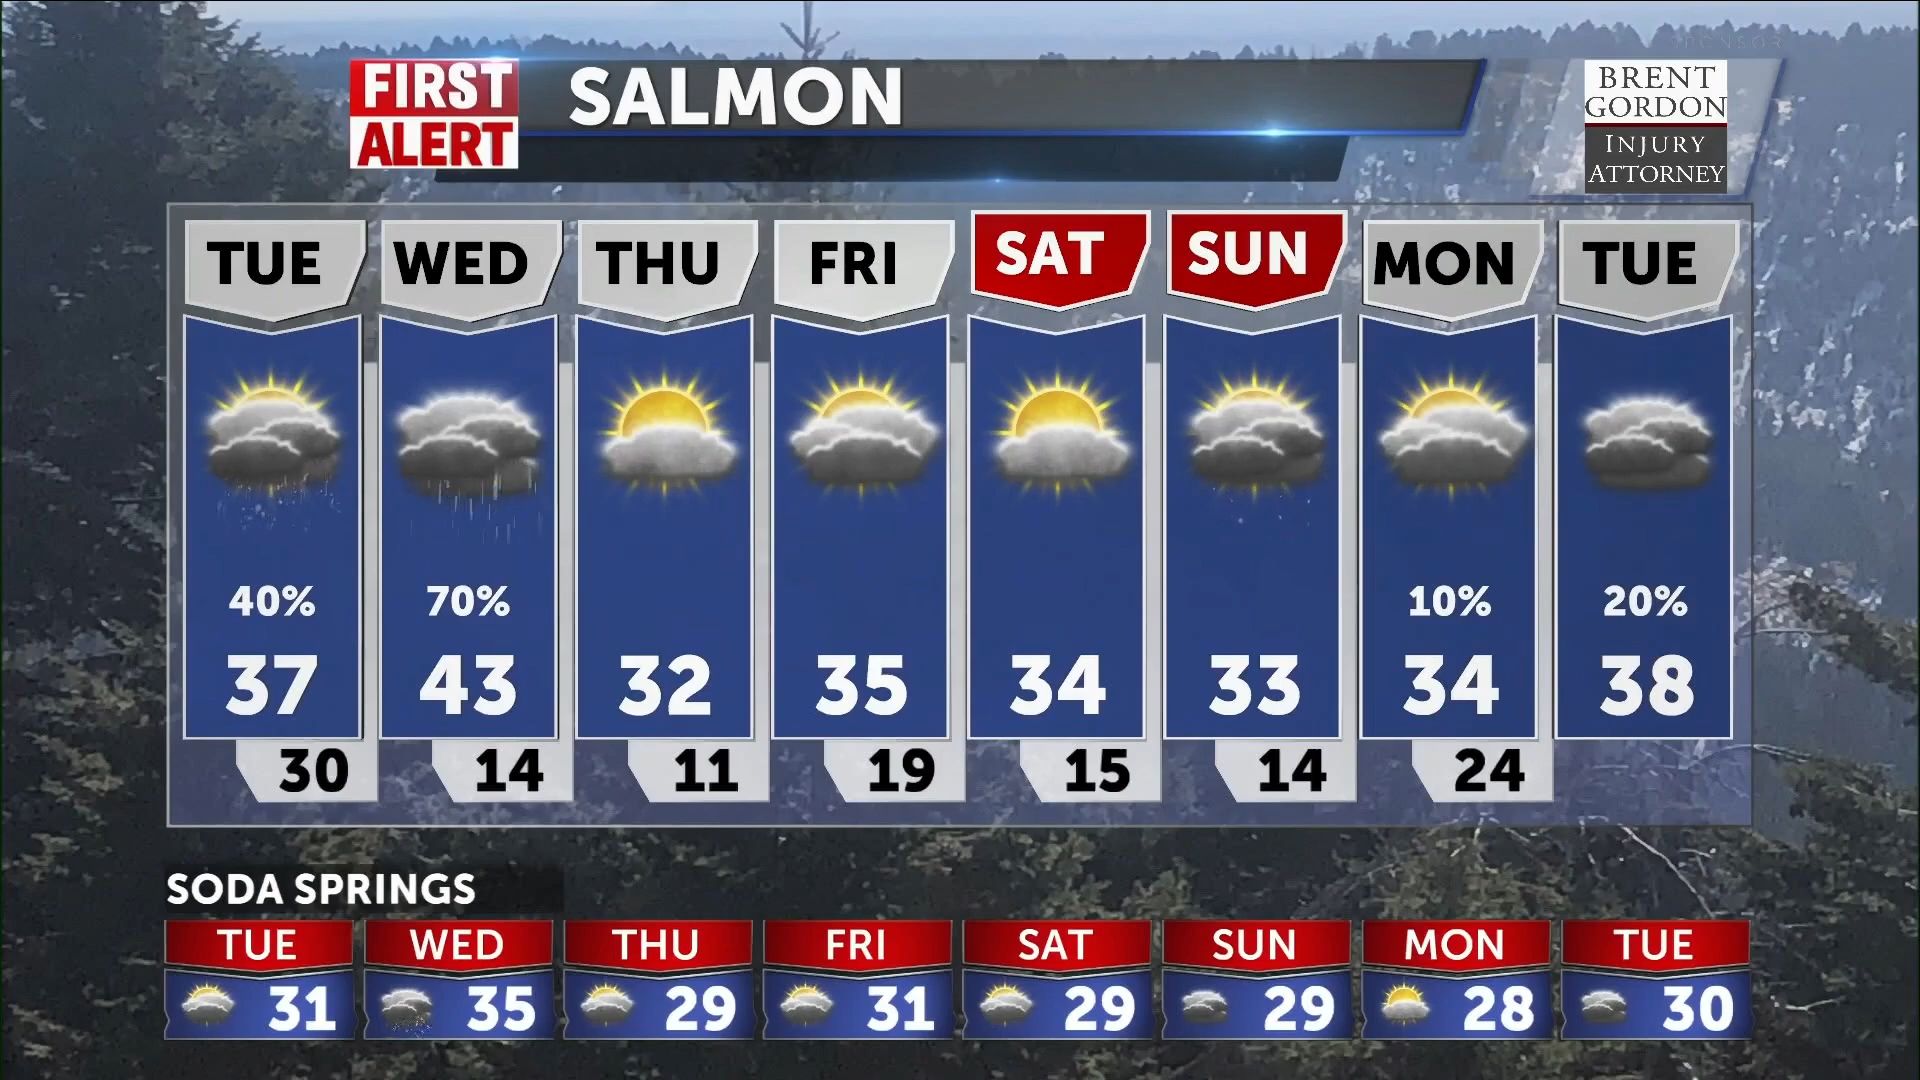 SPONSOR
FIRST
ALERT
SALMON
BRENT
GORDON
INJURY
ATTORNEY
TUE WED THU FRI SAT SUN MON TUE
40% 70% 10% 20%
37 43 32 35 34 33 34 38
30 14 11 19 15 14 24
SODA SPRINGS
TUE WED THU FRI SAT SUN MON TUE
31 35 29 31 29 29 28 30